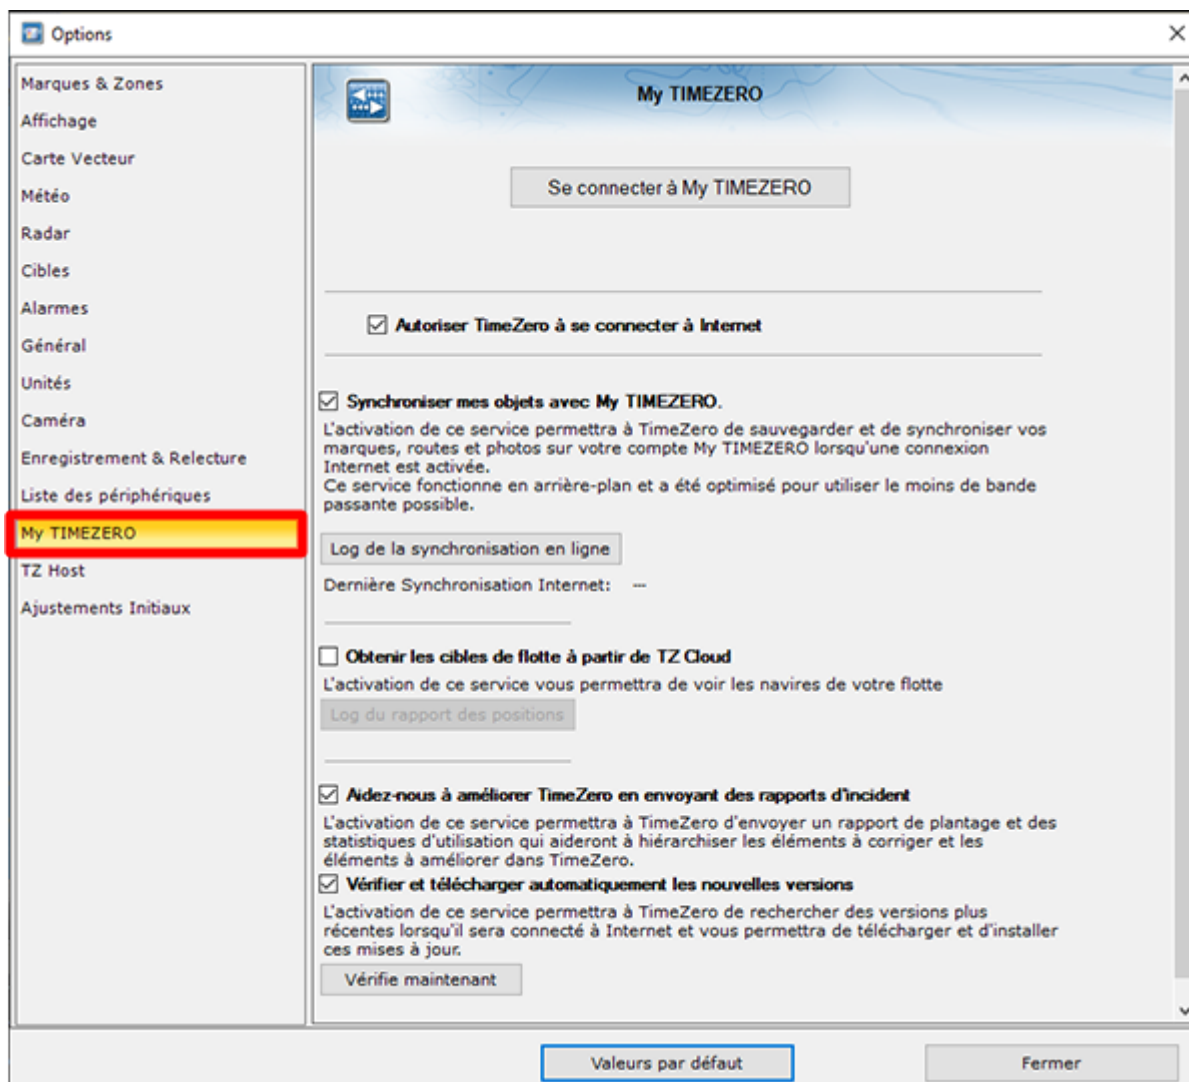 Options
Marques & Zones
Affichage
Carte Vecteur
Météo
Radar
Cibles
Alarmes
Général
Unités
Caméra
Enregistrement & Relecture
Liste des périphériques
My TIMEZERO
TZ Host
Ajustements Initiaux
My TIMEZERO
Se connecter à My TIMEZERO
Autoriser TimeZero à se connecter à Internet
Synchroniser mes objets avec My TIMEZERO.
L'activation de ce service permettra à TimeZero de sauvegarder et de synchroniser vos
marques, routes et photos sur votre compte My TIMEZERO lorsqu'une connexion
Internet est activée.
Ce service fonctionne en arrière-plan et a été optimisé pour utiliser le moins de bande
passante possible.
Log de la synchronisation en ligne
Dernière Synchronisation Internet: ---
Obtenir les cibles de flotte à partir de TZ Cloud
L'activation de ce service vous permettra de voir les navires de votre flotte
Log du rapport des positions
Aidez-nous à améliorer TimeZero en envoyant des rapports d'incident
L'activation de ce service permettra à TimeZero d'envoyer un rapport de plantage et des
statistiques d'utilisation qui aideront à hiérarchiser les éléments à corriger et les
éléments à améliorer dans TimeZero.
Vérifier et télécharger automatiquement les nouvelles versions
L'activation de ce service permettra à TimeZero de rechercher des versions plus
récentes lorsqu'il sera connecté à Internet et vous permettra de télécharger et d'installer
ces mises à jour.
Vérifie maintenant
Valeurs par défaut
Fermer